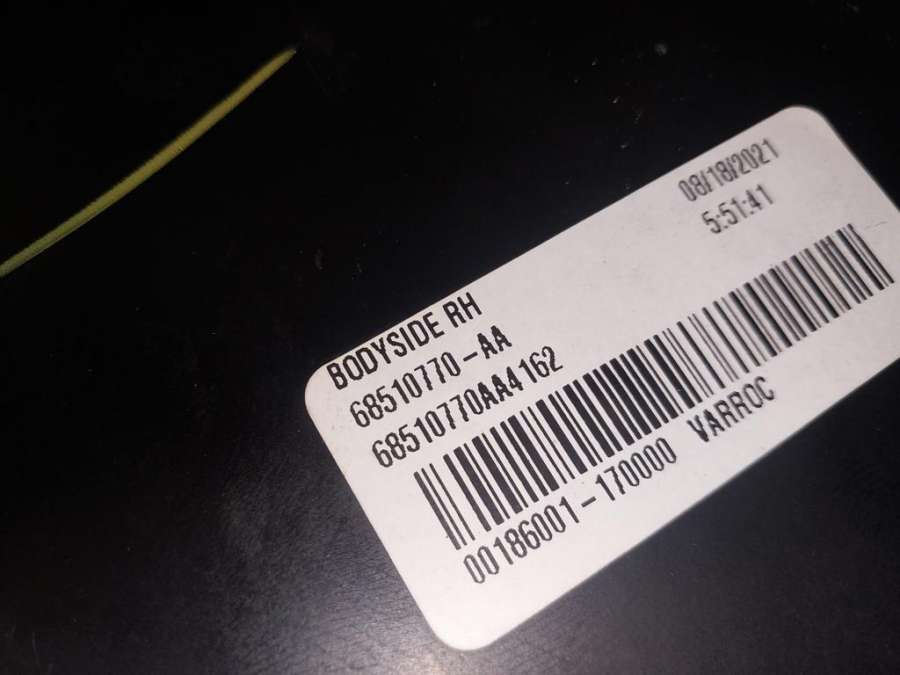 08/18/2021
5:51:41
BODYSIDE RH
68510770-AA
68510770AA4162
00186001-170000 VARROC